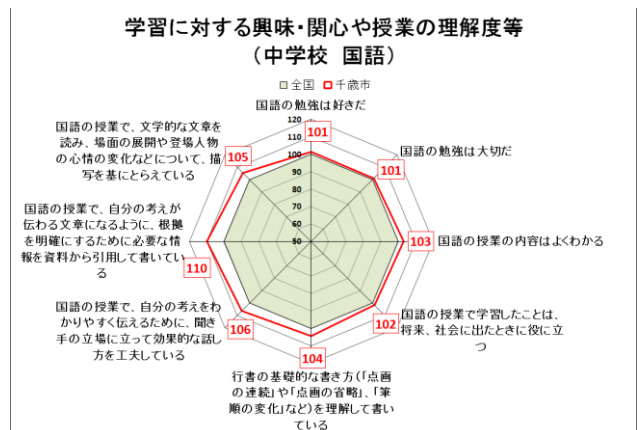 学習に対する興味・関心や授業の理解度等
（中学校　国語）
全国 千歳市
国語の勉強は好きだ
120
110
100
90
80
70
60
50
101
国語の勉強は大切だ
101
国語の授業の内容はよくわかる
103
国語の授業で学習したことは、
将来、社会に出たときに役に立
つ
102
行書の基礎的な書き方（「点画
の連続」や「点画の省略」、「筆
順の変化」など）を理解して書い
ている
104
国語の授業で、自分の考えをわ
かりやすく伝えるために、聞き
手の立場に立って効果的な話し
方を工夫している
106
国語の授業で、自分の考えが
伝わる文章になるように、根拠
を明確にするために必要な情
報を資料から引用して書いてい
る
110
国語の授業で、文学的な文章を
読み、場面の展開や登場人物
の心情の変化などについて、描
写を基にとらえている
105